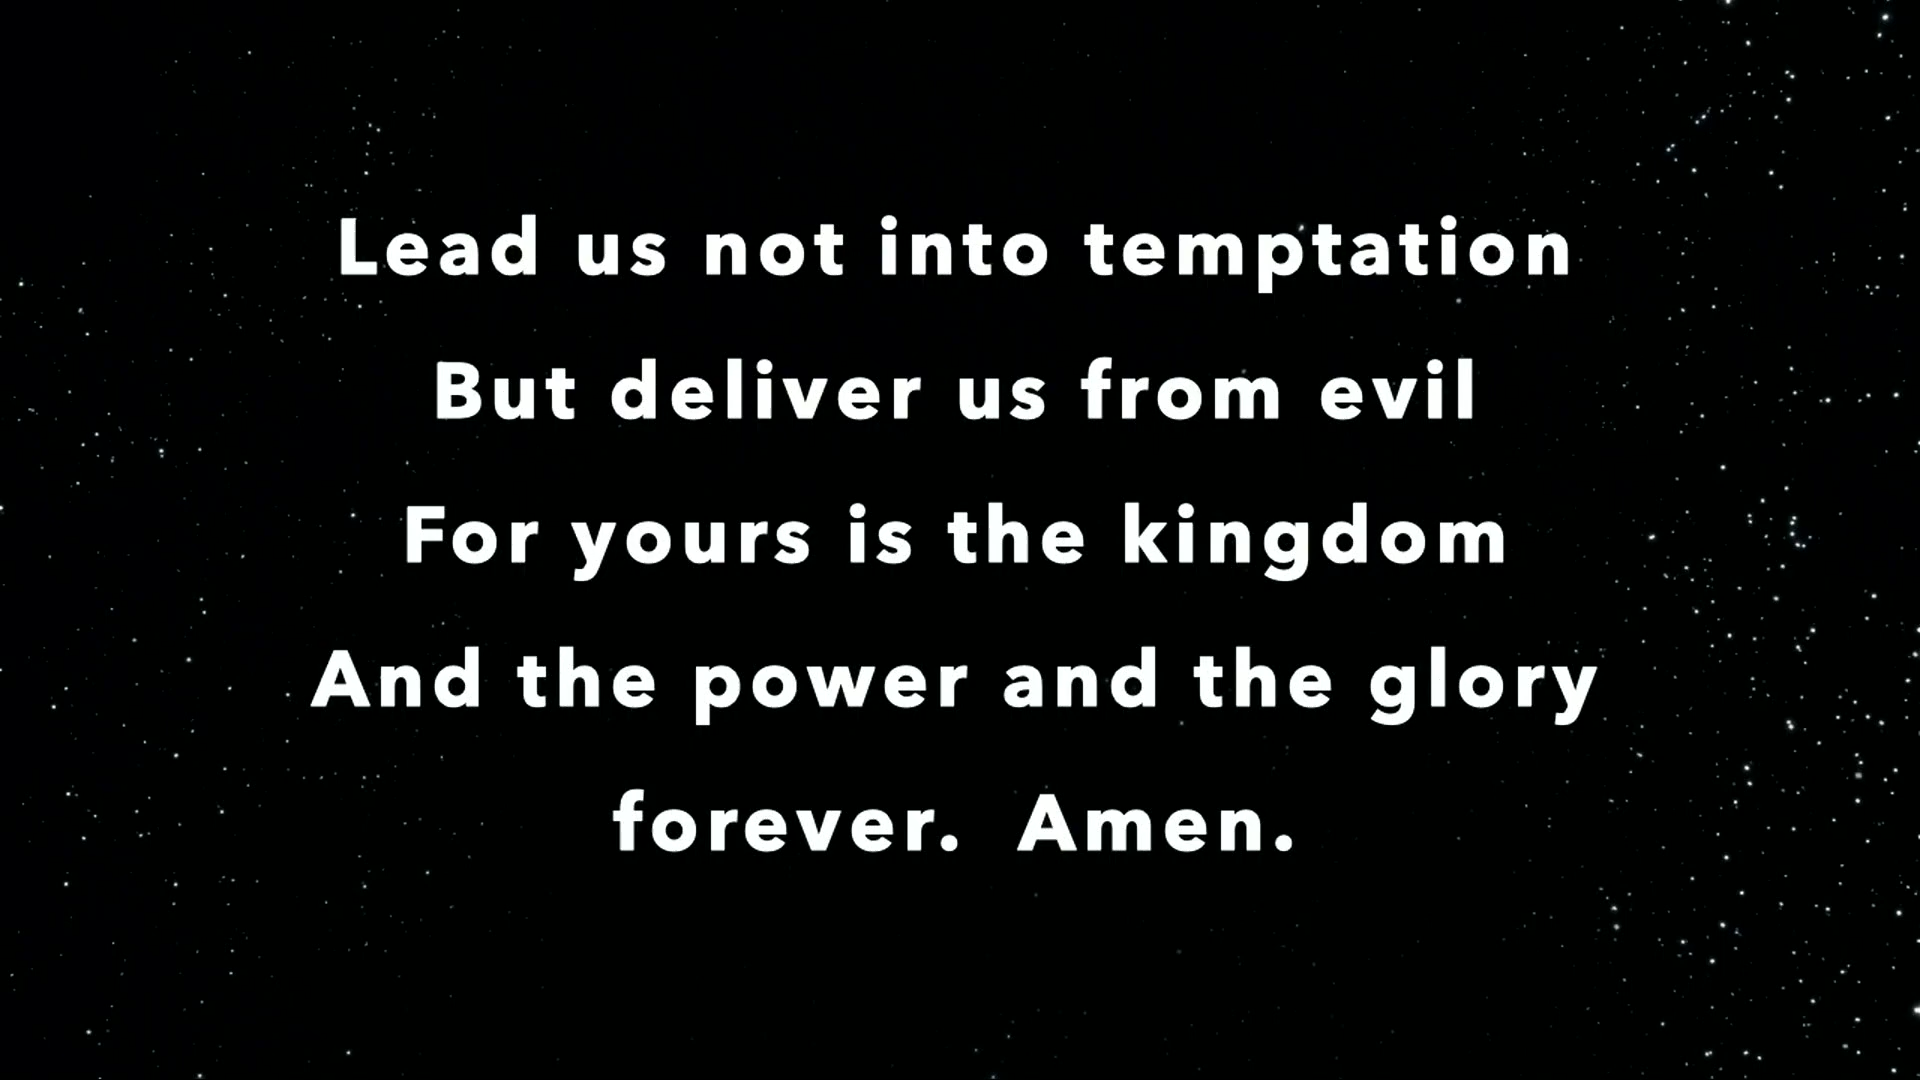 Lead us not into temptation
But deliver us from evil
For yours is the kingdom
And the power and the glory
forever.  Amen.